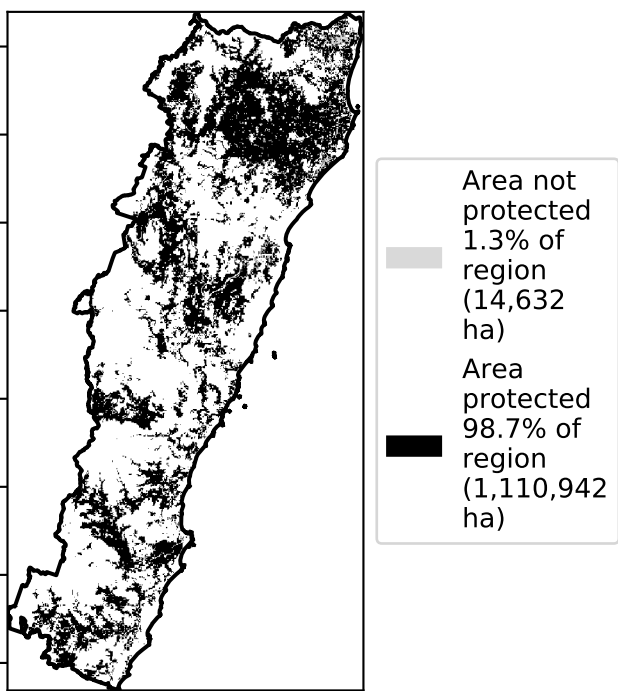 Area not
protected
1.3% of
region
(14,632
ha)
Area
protected
98.7% of
region
(1,110,942
ha)